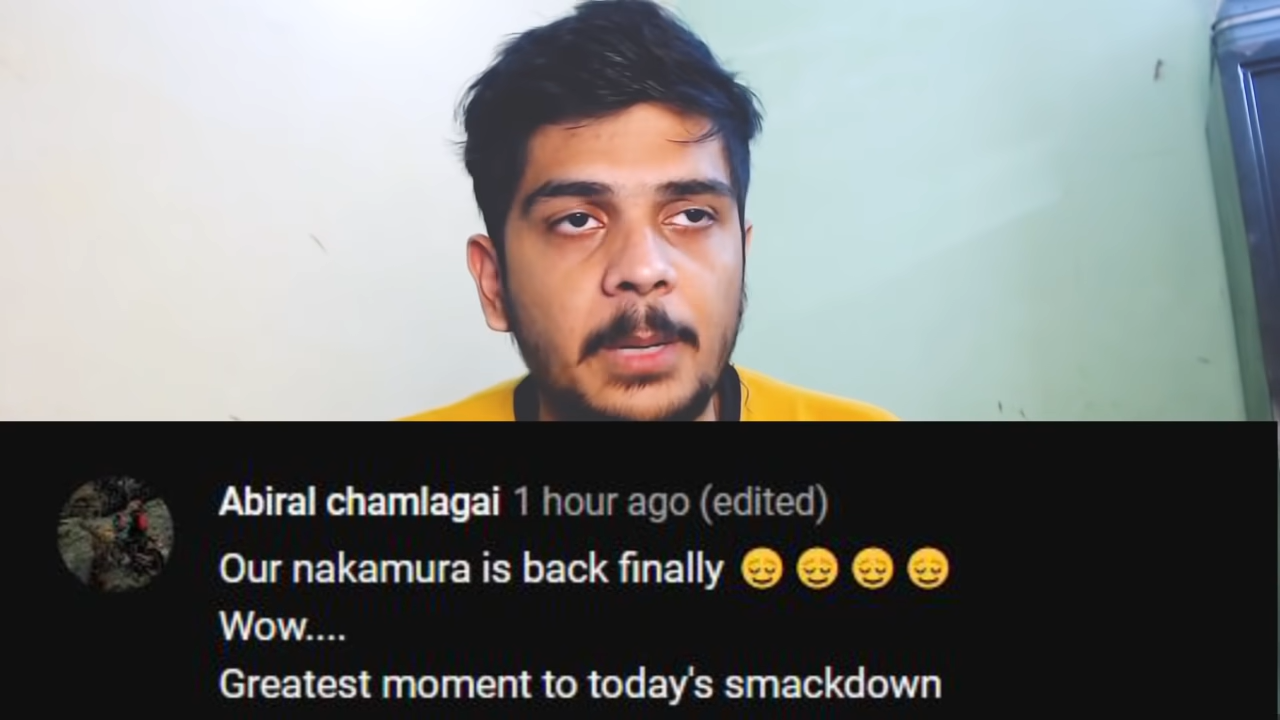 Abiral chamlagai 1 hour ago (edited)
Our nakamura is back finally 😌😌😌😌
Wow....
Greatest moment to today's smackdown